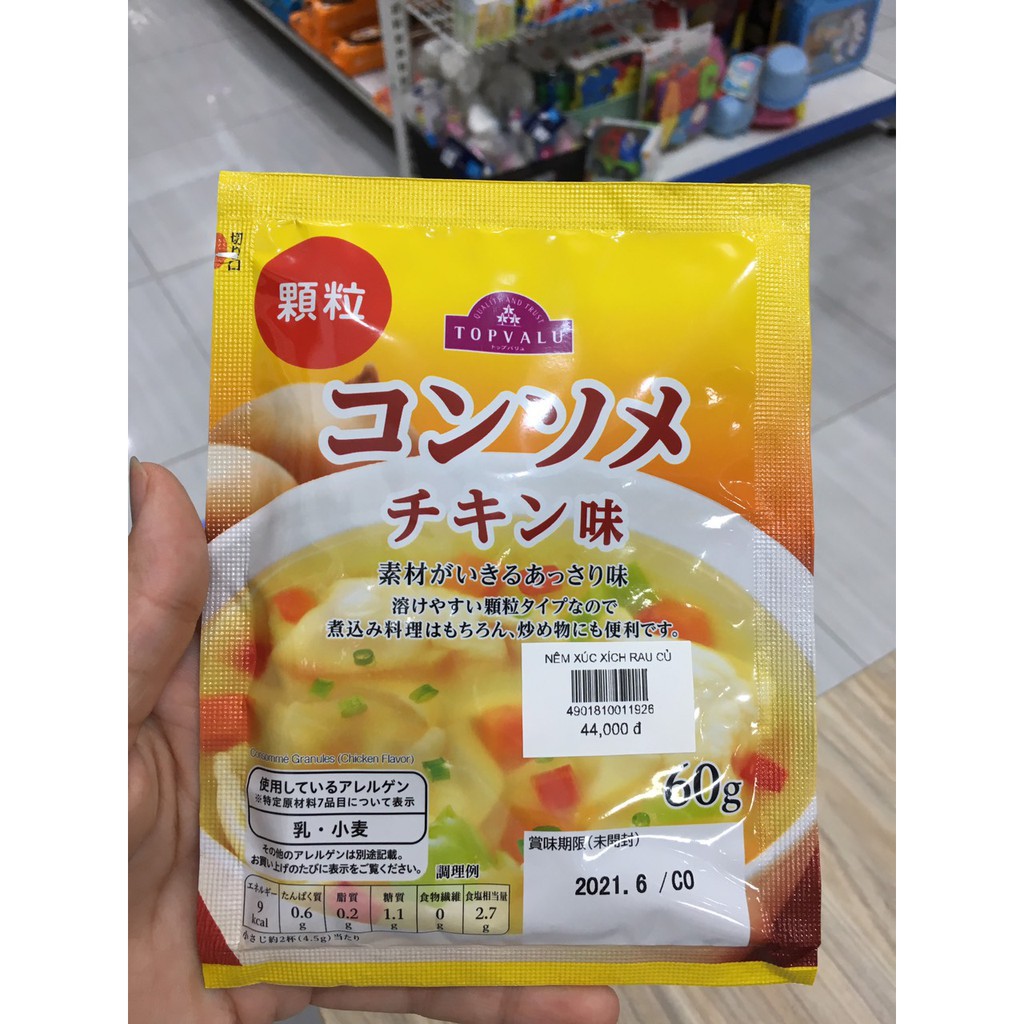 切り口
顆粒
QUALITY AND TRUST
TOPVALU
トップバリュ
コンソメ
チキン味
素材がいきるあっさり味
溶けやすい顆粒タイプなので
煮込み料理はもちろん、炒め物にも便利です。
NÊM XÚC XÍCH RAU CỦ
4901810011926
44,000 đ
Consommé Granules (Chicken Flavor)
60g
使用しているアレルゲン
※特定原材料7品目について表示
乳・小麦
その他のアレルゲンは別途記載。
お買い上げのたびに表示をご覧ください。
調理例
賞味期限(未開封)
2021.6 /CO
エネルギー たんぱく質 脂質 糖質 食物繊維 食塩相当量
9 kcal 0.6 g 0.2 g 1.1 g 0 g 2.7 g
小さじ約2杯(4.5g)当たり